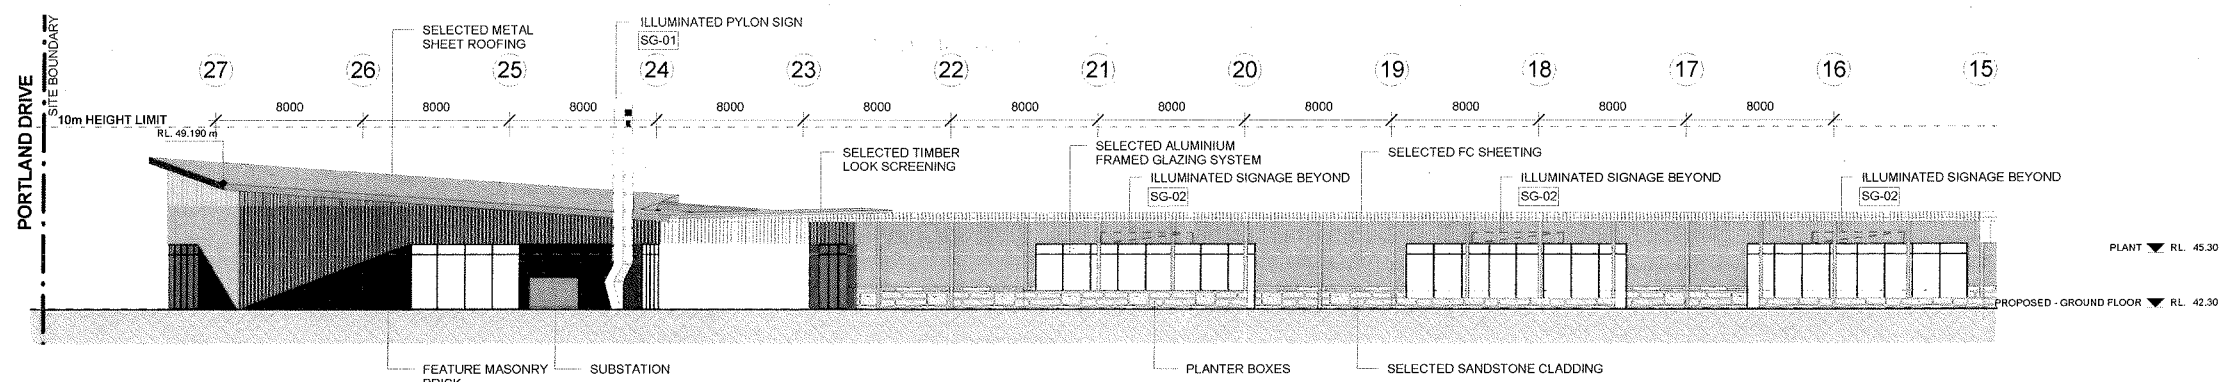 PORTLAND DRIVE
SITE BOUNDARY
SELECTED METAL
SHEET ROOFING
ILLUMINATED PYLON SIGN
SG-01
27
26
25
24
23
22
21
20
19
18
17
16
15
8000
8000
8000
8000
8000
8000
8000
8000
8000
8000
8000
10m HEIGHT LIMIT
RL. 49.190 m
SELECTED TIMBER
LOOK SCREENING
SELECTED ALUMINIUM
FRAMED GLAZING SYSTEM
SELECTED FC SHEETING
ILLUMINATED SIGNAGE BEYOND
SG-02
ILLUMINATED SIGNAGE BEYOND
SG-02
ILLUMINATED SIGNAGE BEYOND
SG-02
PLANT RL. 45.30
PROPOSED - GROUND FLOOR RL. 42.30
FEATURE MASONRY
BRICK
SUBSTATION
PLANTER BOXES
SELECTED SANDSTONE CLADDING